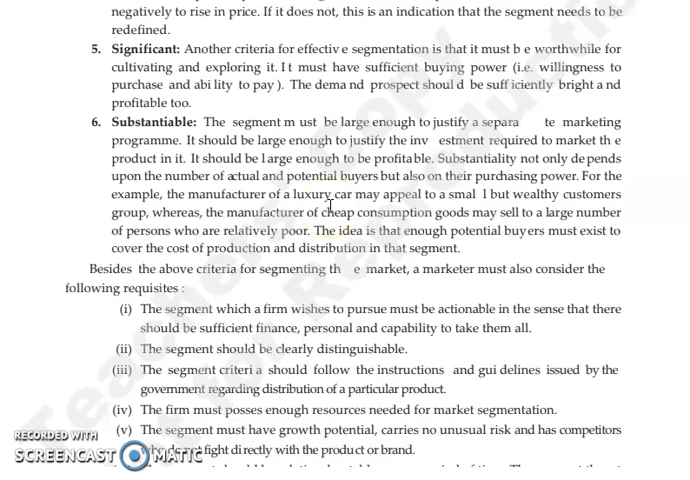 negatively to rise in price. If it does not, this is an indication that the segment needs to be
redefined.
5. Significant: Another criteria for effectiv e segmentation is that it must b e worthwhile for
cultivating and exploring it. I t must have sufficient buying power (i.e. willingness to
purchase and abi lity to pay ). The dema nd prospect shoul d be suff iciently bright a nd
profitable too.
6. Substantiable: The segment m ust be large enough to justify a separa te marketing
programme. It should be large enough to justify the inv estment required to market th e
product in it. It should be l arge enough to be profitable. Substantiality not only de pends
upon the number of actual and potential buyers but also on their purchasing power. For the
example, the manufacturer of a luxury car may appeal to a smal l but wealthy customers
group, whereas, the manufacturer of cheap consumption goods may sell to a large number
of persons who are relatively poor. The idea is that enough potential buyers must exist to
cover the cost of production and distribution in that segment.
Besides the above criteria for segmenting th e market, a marketer must also consider the
following requisites :
(i) The segment which a firm wishes to pursue must be actionable in the sense that there
should be sufficient finance, personal and capability to take them all.
(ii) The segment should be clearly distinguishable.
(iii) The segment criteri a should follow the instructions and gui delines issued by the
government regarding distribution of a particular product.
(iv) The firm must posses enough resources needed for market segmentation.
(v) The segment must have growth potential, carries no unusual risk and has competitors
fight directly with the product or brand.
RECORDED WITH
SCREENCAST MATIC